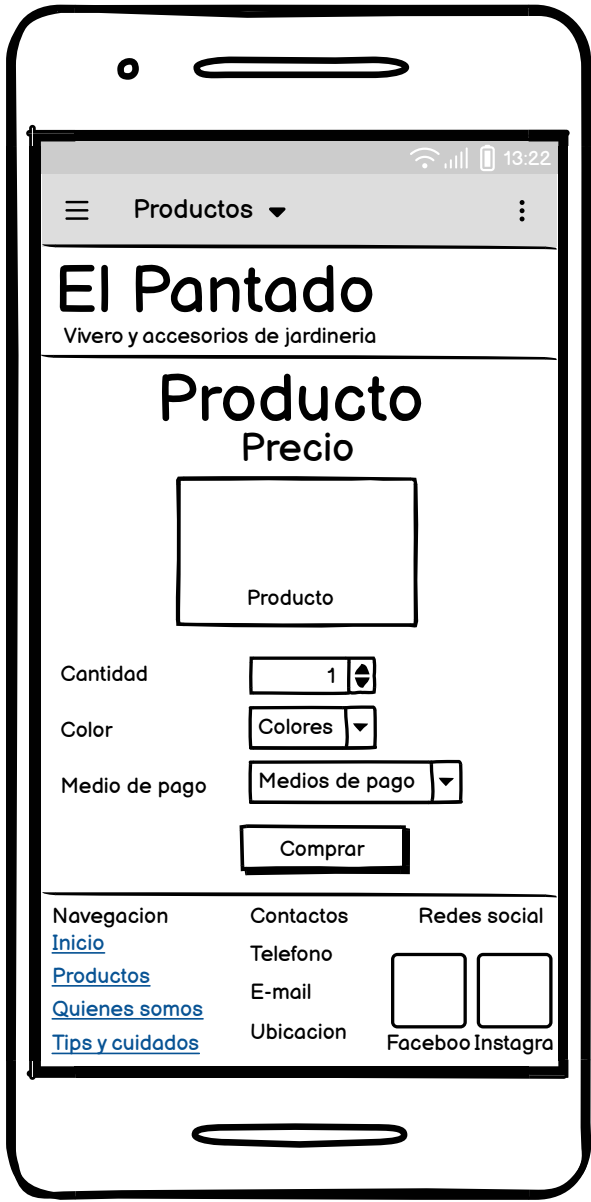 13:22
Productos
El Pantado
Vivero y accesorios de jardineria
Producto
Precio
Producto
Cantidad 1
Color Colores
Medio de pago Medios de pago
Comprar
Navegacion Contactos Redes social
Inicio
Telefono
Productos
E-mail
Quienes somos
Ubicacion
Tips y cuidados Faceboo Instagra